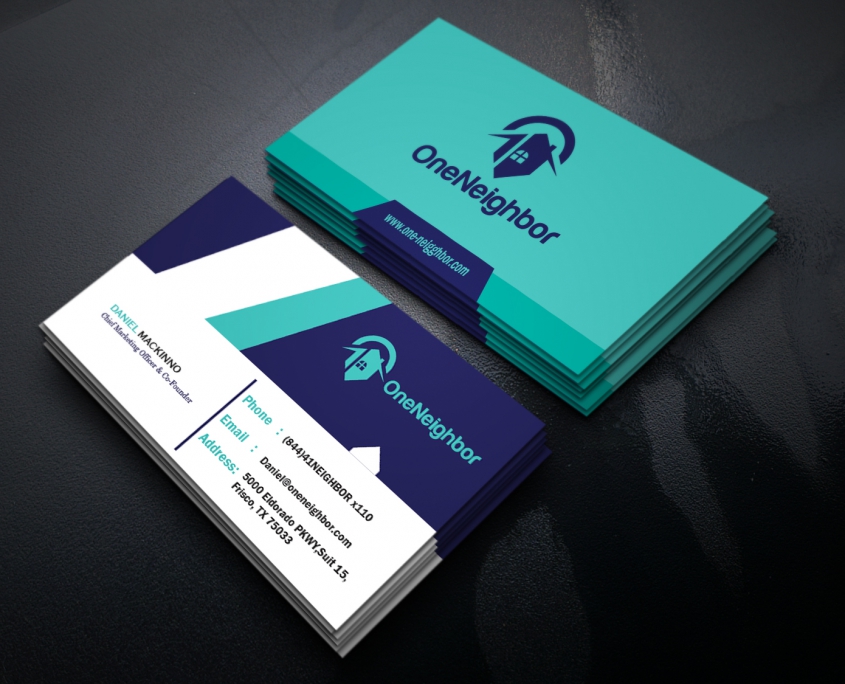 OneNeighbor
www.one-neigghbor.com
DANIEL MACKINNO
Chief Marketing Officer & Co-Founder
OneNeighbor
Phone : (844)41NEIGHBOR x110
Email : Daniel@oneneighbor.com
Address: 5000 Eldorado PKWY,Suit 15,
Frisco, TX 75033